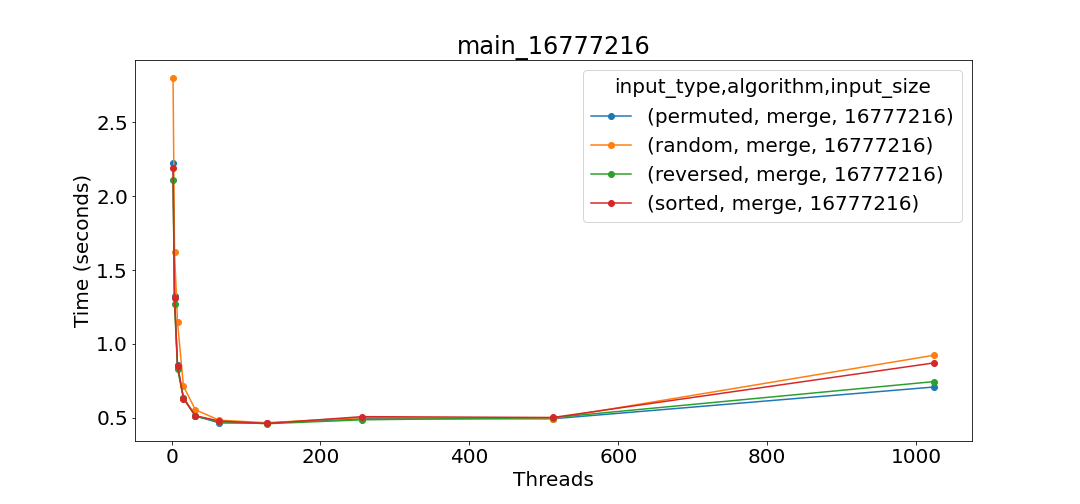 main_16777216
input_type,algorithm,input_size
(permuted, merge, 16777216)
(random, merge, 16777216)
(reversed, merge, 16777216)
(sorted, merge, 16777216)
Time (seconds)
2.5
2.0
1.5
1.0
0.5
0 200 400 600 800 1000
Threads